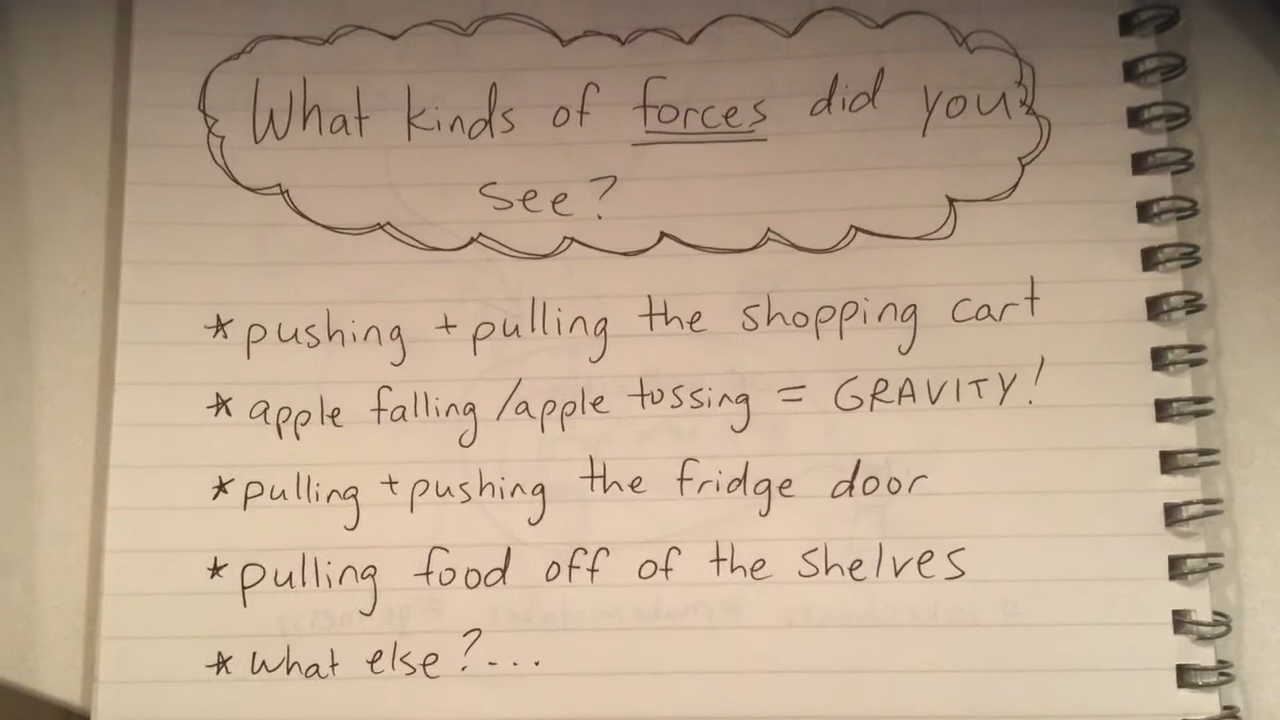 What kinds of forces did you
see?
*pushing + pulling the shopping cart
* apple falling /apple tossing = GRAVITY!
*pulling +pushing the fridge door
*pulling food off of the shelves
* what else?...